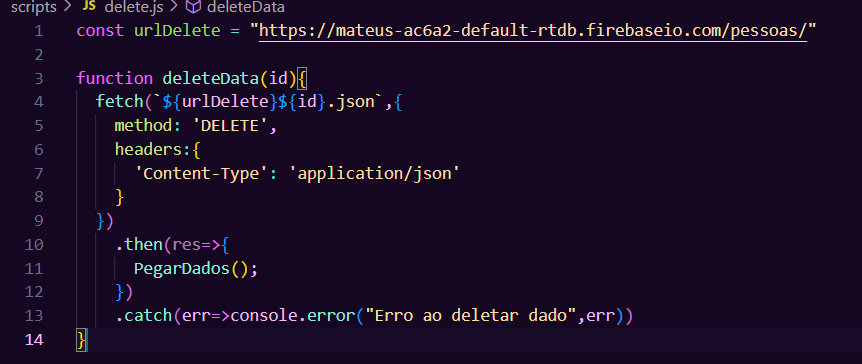 scripts > JS delete.js > deleteData
1 const urlDelete = "https://mateus-ac6a2-default-rtdb.firebaseio.com/pessoas/"
2
3 function deleteData(id){
4   fetch(`${urlDelete}${id}.json`,{
5     method: 'DELETE',
6     headers:{
7       'Content-Type': 'application/json'
8     }
9   })
10     .then(res=>{
11       PegarDados();
12     })
13     .catch(err=>console.error("Erro ao deletar dado",err))
14 }